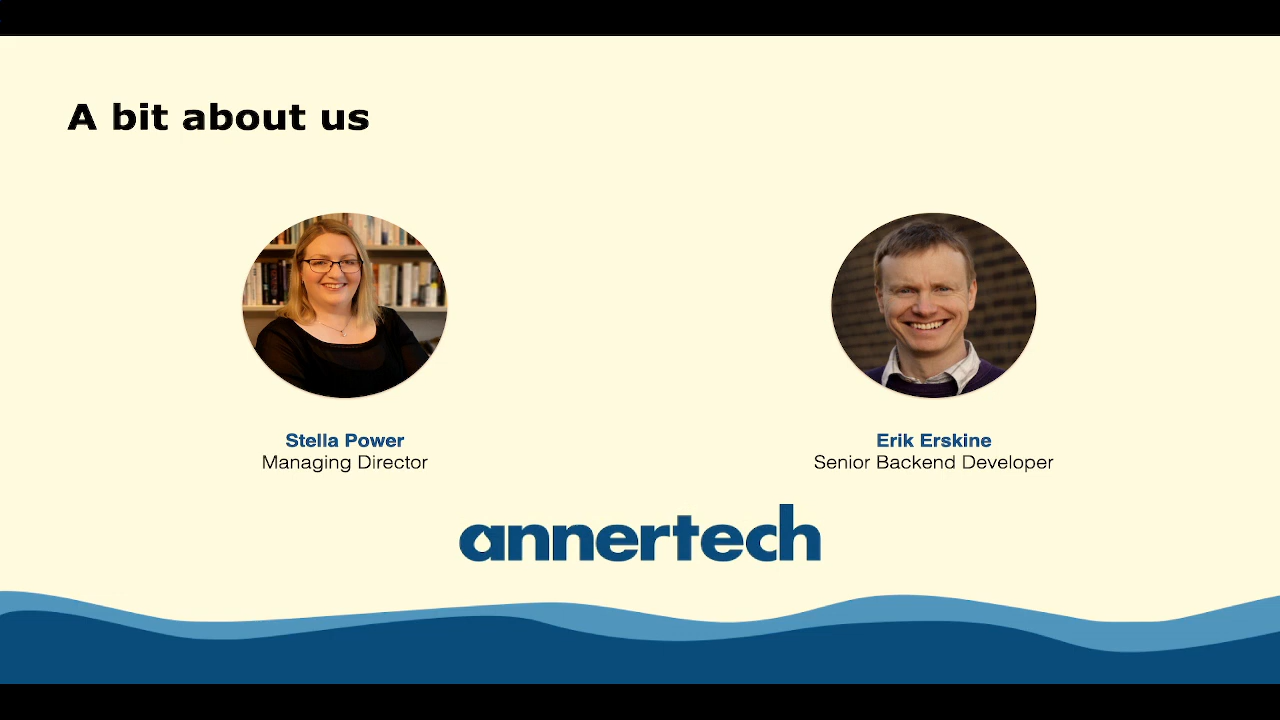 A bit about us
Stella Power
Managing Director
Erik Erskine
Senior Backend Developer
annertech